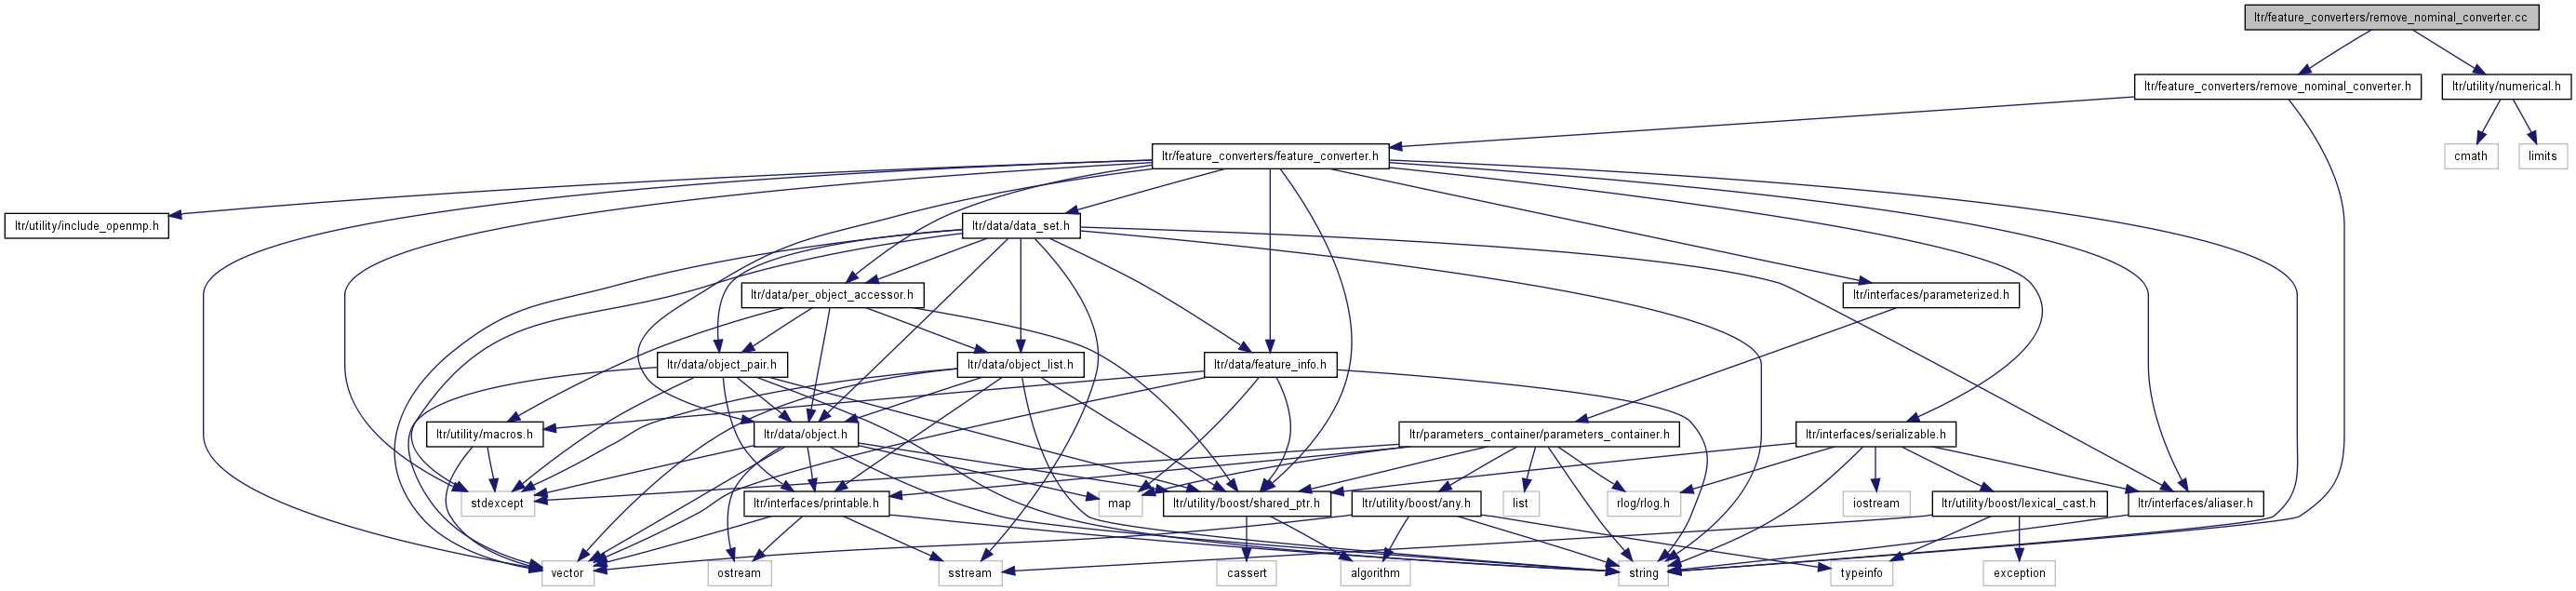 ltr/feature_converters/remove_nominal_converter.cc
ltr/feature_converters/remove_nominal_converter.h
ltr/utility/numerical.h
ltr/feature_converters/feature_converter.h
cmath
limits
ltr/utility/include_openmp.h
ltr/data/data_set.h
ltr/data/per_object_accessor.h
ltr/interfaces/parameterized.h
ltr/data/object_pair.h
ltr/data/object_list.h
ltr/data/feature_info.h
ltr/utility/macros.h
ltr/data/object.h
ltr/parameters_container/parameters_container.h
ltr/interfaces/serializable.h
stdexcept
ltr/interfaces/printable.h
map
ltr/utility/boost/shared_ptr.h
ltr/utility/boost/any.h
list
rlog/rlog.h
iostream
ltr/utility/boost/lexical_cast.h
ltr/interfaces/aliaser.h
vector
ostream
sstream
cassert
algorithm
string
typeinfo
exception